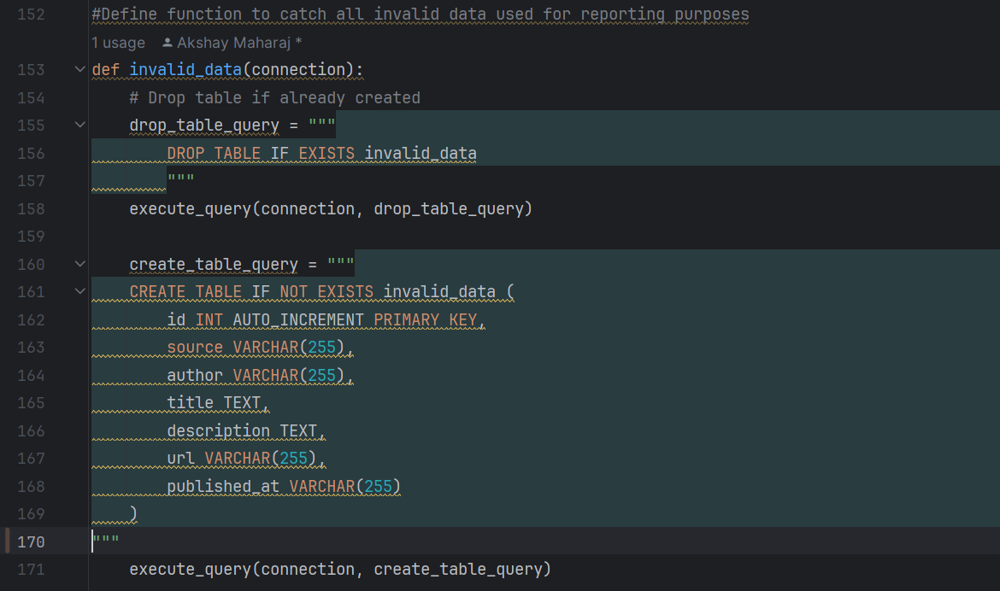 152 #Define function to catch all invalid data used for reporting purposes
1 usage Akshay Maharaj *
153 def invalid_data(connection):
154     # Drop table if already created
155     drop_table_query = """
156         DROP TABLE IF EXISTS invalid_data
157         """
158     execute_query(connection, drop_table_query)
159
160     create_table_query = """
161     CREATE TABLE IF NOT EXISTS invalid_data (
162         id INT AUTO_INCREMENT PRIMARY KEY,
163         source VARCHAR(255),
164         author VARCHAR(255),
165         title TEXT,
166         description TEXT,
167         url VARCHAR(255),
168         published_at VARCHAR(255)
169     )
170 """
171     execute_query(connection, create_table_query)